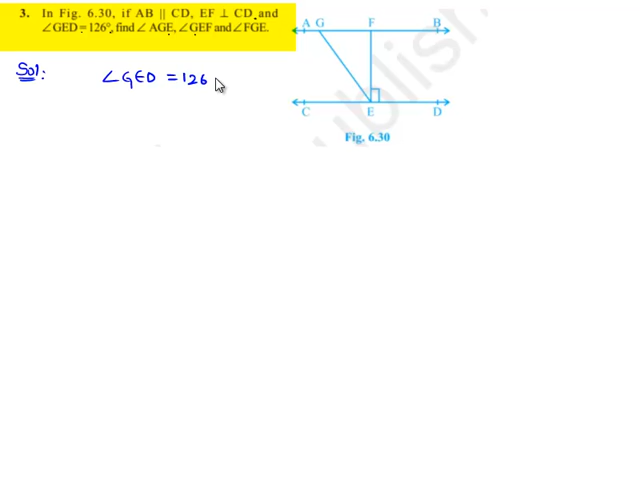 3. In Fig. 6.30, if AB || CD, EF ⊥ CD and
∠GED = 126°, find ∠ AGE, ∠ GEF and ∠ FGE.
A G F B
Sol:
∠GED = 126
C E D
Fig. 6.30